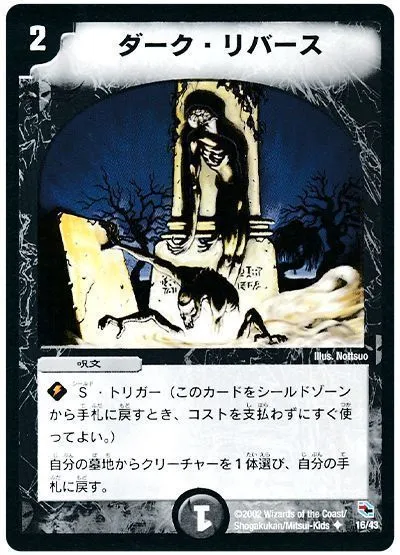 2
ダーク・リバース
Illus. Nottsuo
呪文
S・トリガー（このカードをシールドゾーン
から手札に戻すとき、コストを支払わずにすぐ使
ってよい。）
自分の墓地からクリーチャーを1体選び、自分の手
札に戻す。
1
©2002 Wizards of the Coast/
Shogakukan/Mitsui-Kids
16/43